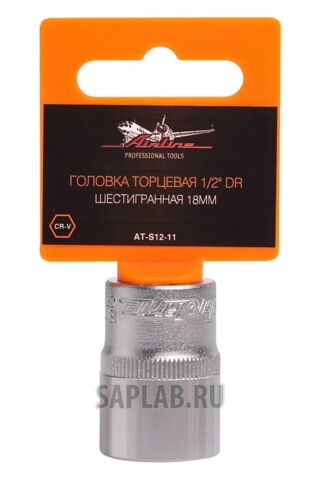 Airline
PROFESSIONAL TOOLS
ГОЛОВКА ТОРЦЕВАЯ 1/2" DR
ШЕСТИГРАННАЯ 18ММ
CR-V
AT-S12-11
SAPLAB.RU